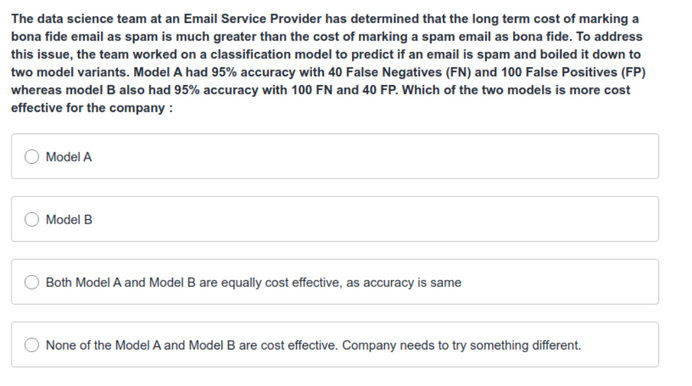 The data science team at an Email Service Provider has determined that the long term cost of marking a
bona fide email as spam is much greater than the cost of marking a spam email as bona fide. To address
this issue, the team worked on a classification model to predict if an email is spam and boiled it down to
two model variants. Model A had 95% accuracy with 40 False Negatives (FN) and 100 False Positives (FP)
whereas model B also had 95% accuracy with 100 FN and 40 FP. Which of the two models is more cost
effective for the company :
Model A
Model B
Both Model A and Model B are equally cost effective, as accuracy is same
None of the Model A and Model B are cost effective. Company needs to try something different.